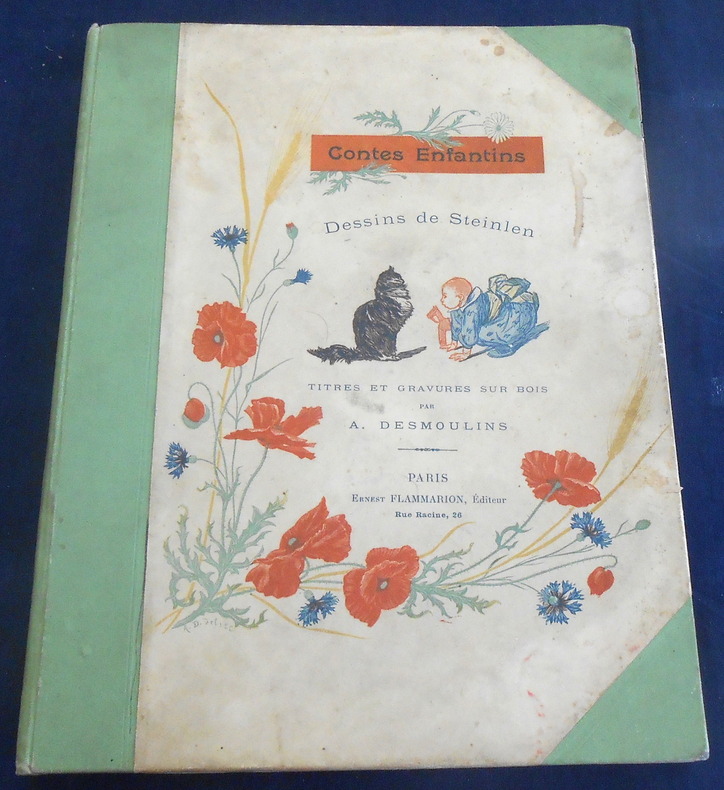 Contes Enfantins
Dessins de Steinlen
TITRES ET GRAVURES SUR BOIS
PAR
A. DESMOULINS
PARIS
ERNEST FLAMMARION, Éditeur
Rue Racine, 26